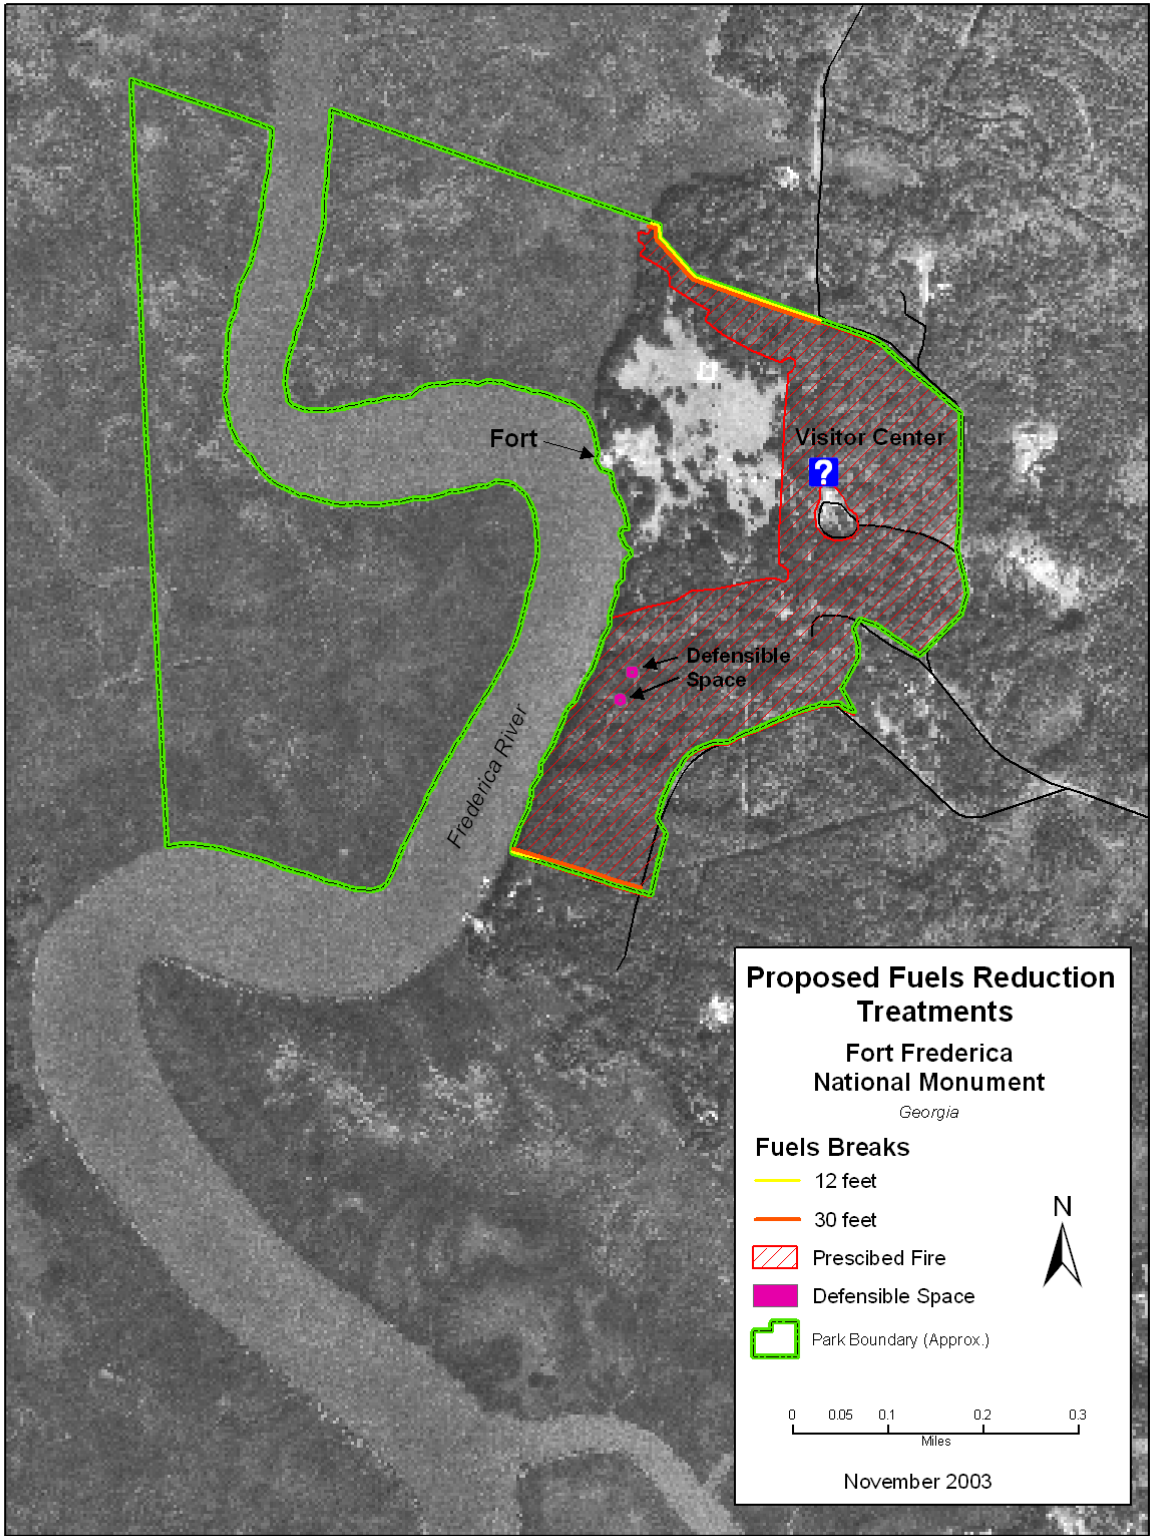 Fort
Visitor Center
?
Defensible
Space
Frederica River
Proposed Fuels Reduction
Treatments
Fort Frederica
National Monument
Georgia
Fuels Breaks
12 feet
30 feet
N
Prescibed Fire
Defensible Space
Park Boundary (Approx.)
0 0.05 0.1 0.2 0.3
Miles
November 2003